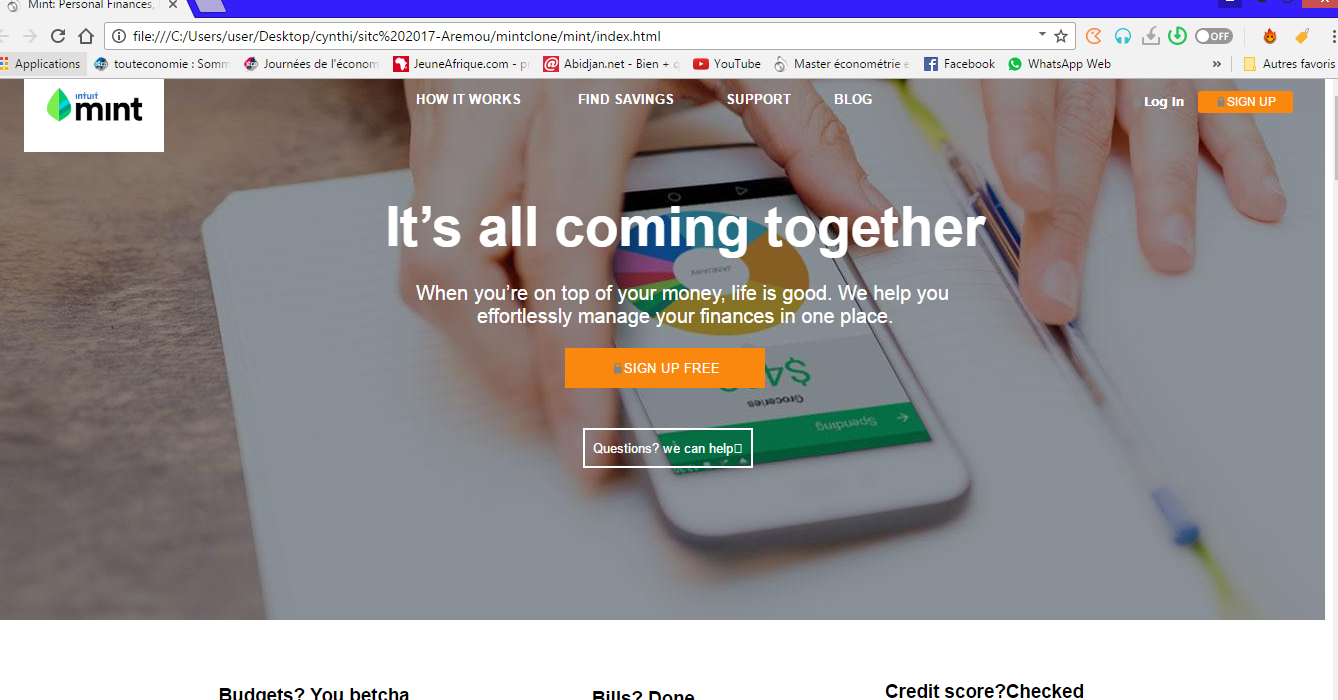 Mint: Personal Finances,
file:///C:/Users/user/Desktop/cynthi/sitc%202017-Aremou/mintclone/mint/index.html
OFF
Applications
touteconomie : Somm
Journées de l'éconon
JeuneAfrique.com - p
Abidjan.net - Bien + q
YouTube
Master économétrie e
Facebook
WhatsApp Web
»
Autres favoris
intuit
mint
HOW IT WORKS
FIND SAVINGS
SUPPORT
BLOG
Log In
SIGN UP
It’s all coming together
JANUARY
When you’re on top of your money, life is good. We help you
effortlessly manage your finances in one place.
SIGN UP FREE
Groceries
Spending
Questions? we can help
Budgets? You betcha
Bills? Done
Credit score?Checked